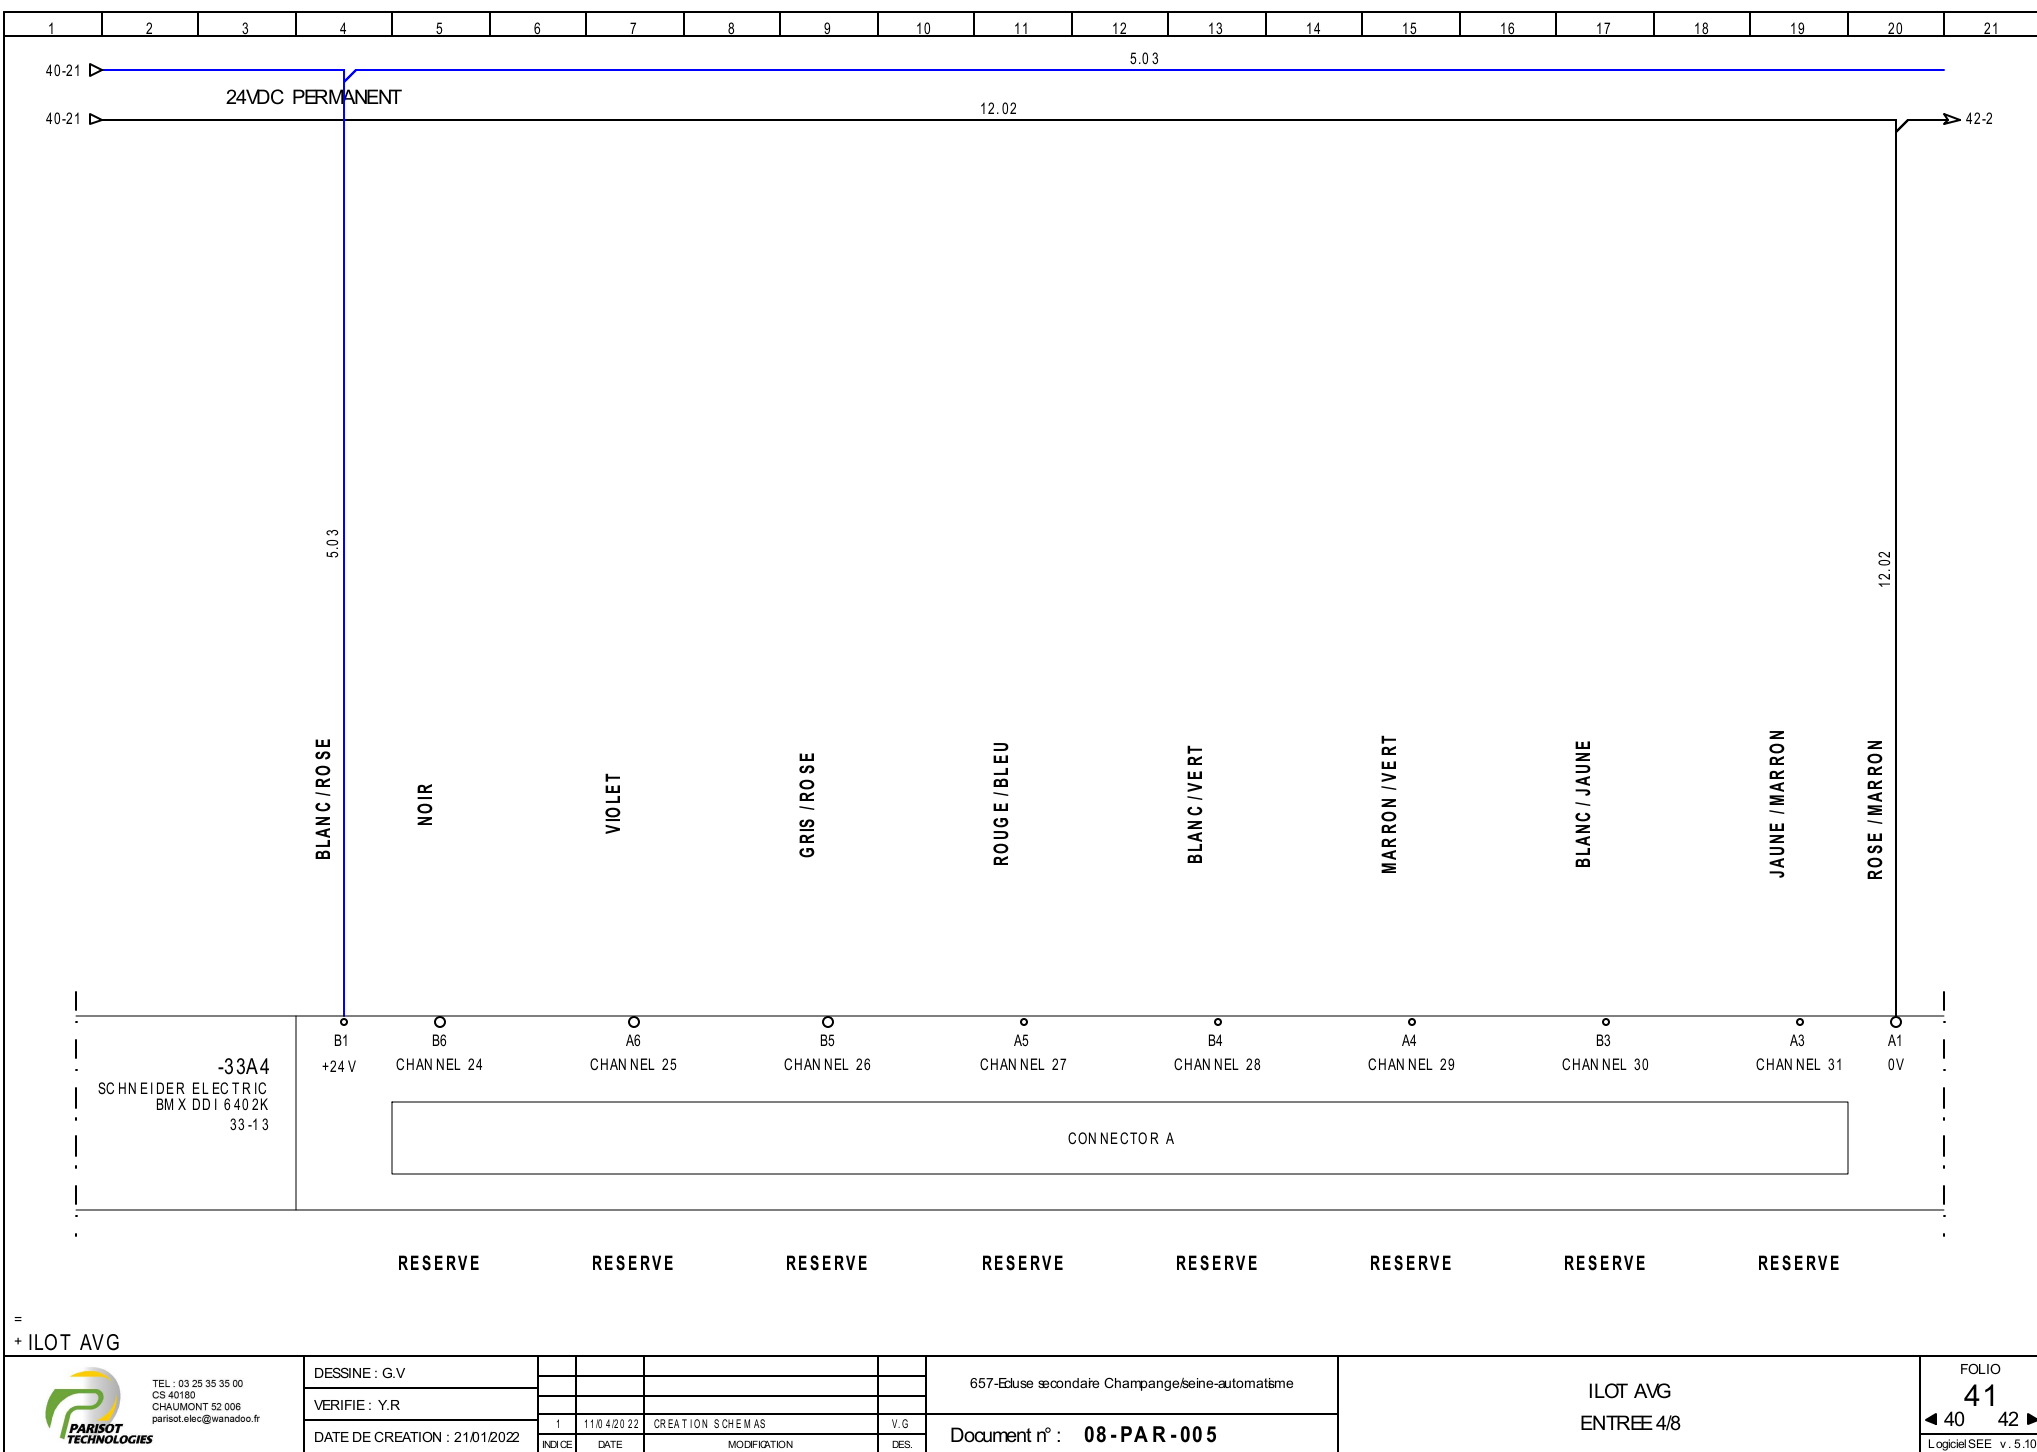 1 2 3 4 5 6 7 8 9 10 11 12 13 14 15 16 17 18 19 20 21
40-21 5.03
24VDC PERMANENT
40-21 12.02 42-2
5.03
12.02
BLANC/ROSE
NOIR
VIOLET
GRIS /ROSE
ROUGE/BLEU
BLANC/VERT
MARRON/VERT
BLANC/JAUNE
JAUNE /MARRON
ROSE /MARRON
B1 B6 A6 B5 A5 B4 A4 B3 A3 A1
+24V CHANNEL 24 CHANNEL 25 CHANNEL 26 CHANNEL 27 CHANNEL 28 CHANNEL 29 CHANNEL 30 CHANNEL 31 0V
-33A4
SCHNEIDER ELECTRIC
BMX DDI 6402K
33-13
CONNECTOR A
RESERVE RESERVE RESERVE RESERVE RESERVE RESERVE RESERVE RESERVE
=
+ ILOT AVG
PARISOT
TECHNOLOGIES
TEL : 03 25 35 35 00
CS 40180
CHAUMONT 52 006
parisot.elec@wanadoo.fr
DESSINE : G.V
VERIFIE : Y.R
DATE DE CREATION : 21/01/2022
1 11/04/2022 CREATION SCHEMAS V.G
INDICE DATE MODIFICATION DES.
657-Ecluse secondaire Champange/seine-automatisme
Document n° : 08-PAR-005
ILOT AVG
ENTREE 4/8
FOLIO
41
40 42
Logiciel SEE v.5.10